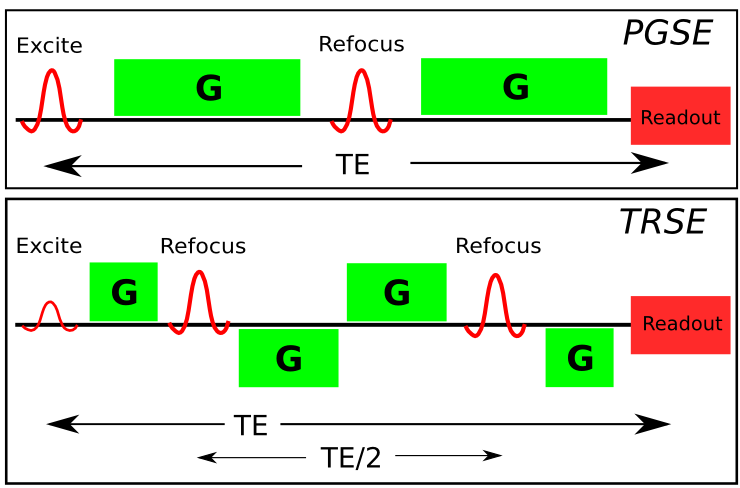 PGSE
Excite
Refocus
G
G
Readout
TE
TRSE
Excite
Refocus
Refocus
G
G
G
G
Readout
TE
TE/2